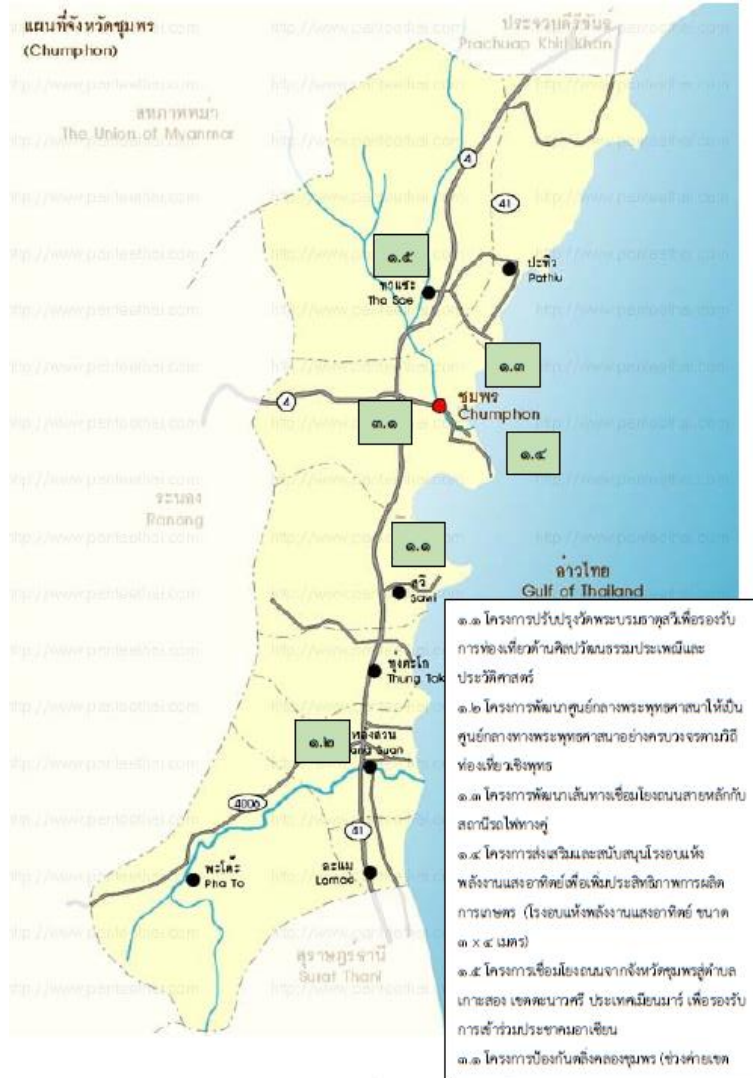 แผนที่จังหวัดชุมพร
(Chumphon)
ประจวบคีรีขันธ์
Prachuap Khiri Khan
สหภาพพม่า
The Union of Myanmar
4
41
๑.๕
ปะทิว
Pathiu
ท่าแซะ
Tha Sae
๑.๓
4
ชุมพร
Chumphon
๓.๑
๑.๔
ระนอง
Ranong
๑.๑
สวี
Sawi
อ่าวไทย
Gulf of Thailand
ทุ่งตะโก
Thung Tak
๑.๒
หลังสวน
ang Suan
4006
41
พะโต๊ะ
Pha To
ละแม
Lamae
สุราษฎร์ธานี
Surat Thani
๑.๑ โครงการปรับปรุงวัดพระบรมธาตุสวีเพื่อรองรับ
การท่องเที่ยวด้านศิลปวัฒนธรรมประเพณีและ
ประวัติศาสตร์
๑.๒ โครงการพัฒนาศูนย์กลางพระพุทธศาสนาให้เป็น
ศูนย์กลางทางพระพุทธศาสนาอย่างครบวงจรตามวิถี
ท่องเที่ยวเชิงพุทธ
๑.๓ โครงการพัฒนาเส้นทางเชื่อมโยงถนนสายหลักกับ
สถานีรถไฟทางคู่
๑.๔ โครงการส่งเสริมและสนับสนุนโรงอบแห้ง
พลังงานแสงอาทิตย์เพื่อเพิ่มประสิทธิภาพการผลิต
การเกษตร (โรงอบแห้งพลังงานแสงอาทิตย์ ขนาด
๓ x ๔ เมตร)
๑.๕ โครงการเชื่อมโยงถนนจากจังหวัดชุมพรสู่ตำบล
เกาะสอง เขตตะนาวศรี ประเทศเมียนมาร์ เพื่อรองรับ
การเข้าร่วมประชาคมอาเซียน
๓.๑ โครงการป้องกันตลิ่งคลองชุมพร (ช่วงค่ายเขต